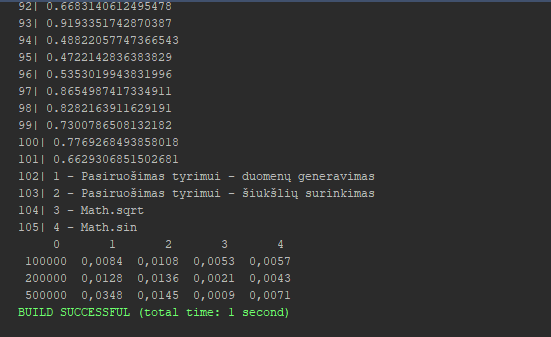 92| 0.6683140612495478
93| 0.9193351742870387
94| 0.48822057747366543
95| 0.4722142836383829
96| 0.5353019943831996
97| 0.8654987417334911
98| 0.8282163911629191
99| 0.7300786508132182
100| 0.7769268493858018
101| 0.6629306851502681
102| 1 - Pasiruošimas tyrimui - duomenų generavimas
103| 2 - Pasiruošimas tyrimui - šiukšlių surinkimas
104| 3 - Math.sqrt
105| 4 - Math.sin
0 1 2 3 4
100000 0,0084 0,0108 0,0053 0,0057
200000 0,0128 0,0136 0,0021 0,0043
500000 0,0348 0,0145 0,0009 0,0071
BUILD SUCCESSFUL (total time: 1 second)